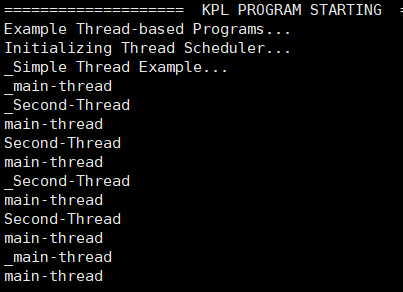 ==================== KPL PROGRAM STARTING =
Example Thread-based Programs...
Initializing Thread Scheduler...
_Simple Thread Example...
_main-thread
_Second-Thread
main-thread
Second-Thread
main-thread
_Second-Thread
main-thread
Second-Thread
main-thread
_main-thread
main-thread